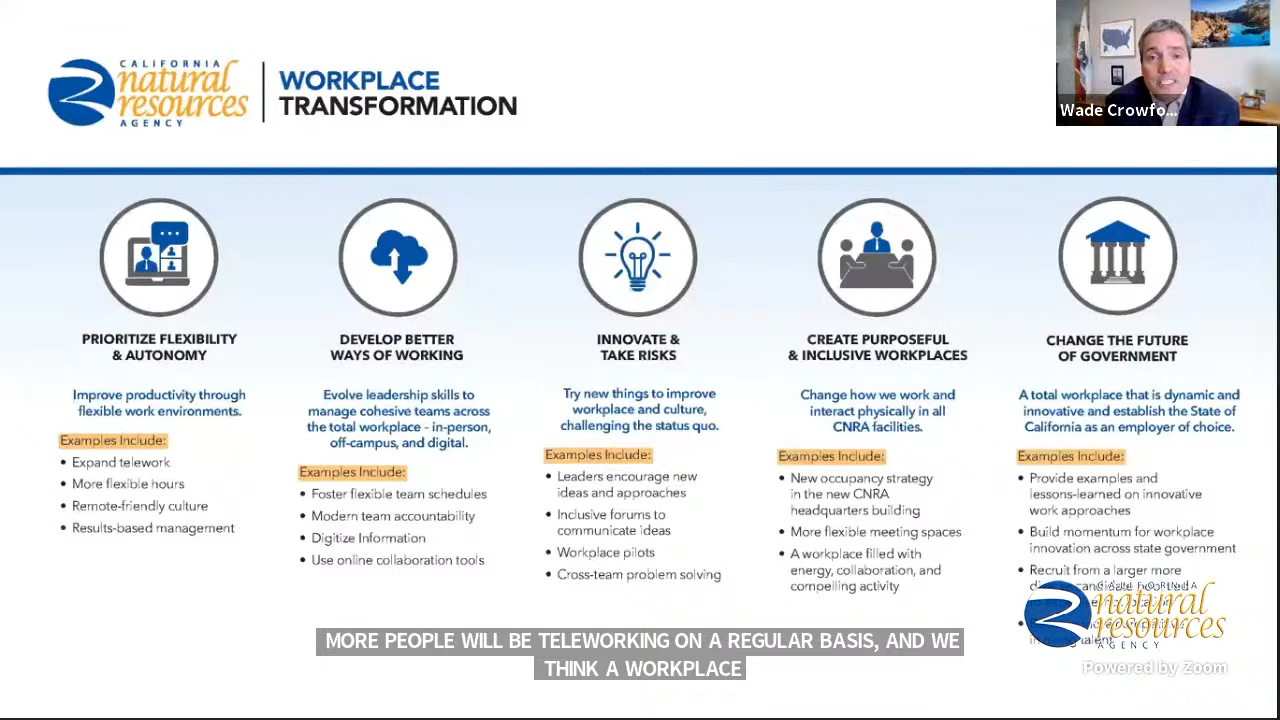 CALIFORNIA
natural
resources
AGENCY
WORKPLACE
TRANSFORMATION
Wade Crowfo...
PRIORITIZE FLEXIBILITY
& AUTONOMY
Improve productivity through
flexible work environments.
Examples Include:
• Expand telework
• More flexible hours
• Remote-friendly culture
• Results-based management
DEVELOP BETTER
WAYS OF WORKING
Evolve leadership skills to
manage cohesive teams across
the total workplace – in-person,
off-campus, and digital.
Examples Include:
• Foster flexible team schedules
• Modern team accountability
• Digitize Information
• Use online collaboration tools
INNOVATE &
TAKE RISKS
Try new things to improve
workplace and culture,
challenging the status quo.
Examples Include:
• Leaders encourage new
ideas and approaches
• Inclusive forums to
communicate ideas
• Workplace pilots
• Cross-team problem solving
CREATE PURPOSEFUL
& INCLUSIVE WORKPLACES
Change how we work and
interact physically in all
CNRA facilities.
Examples Include:
• New occupancy strategy
in the new CNRA
headquarters building
• More flexible meeting spaces
• A workplace filled with
energy, collaboration, and
compelling activity
CHANGE THE FUTURE
OF GOVERNMENT
A total workplace that is dynamic and
innovative and establish the State of
California as an employer of choice.
Examples Include:
• Provide examples and
lessons-learned on innovative
work approaches
• Build momentum for workplace
innovation across state government
• Recruit from a larger more
CALIFORNIA
natural
resources
AGENCY
Powered by Zoom
MORE PEOPLE WILL BE TELEWORKING ON A REGULAR BASIS, AND WE
THINK A WORKPLACE